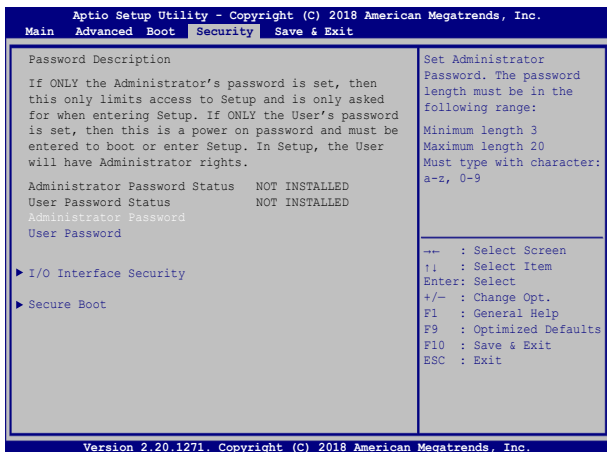 Aptio Setup Utility - Copyright (C) 2018 American Megatrends, Inc.
Main Advanced Boot Security Save & Exit
Password Description
If ONLY the Administrator's password is set, then
this only limits access to Setup and is only asked
for when entering Setup. If ONLY the User's password
is set, then this is a power on password and must be
entered to boot or enter Setup. In Setup, the User
will have Administrator rights.
Administrator Password Status NOT INSTALLED
User Password Status NOT INSTALLED
Administrator Password
User Password
I/O Interface Security
Secure Boot
Set Administrator
Password. The password
length must be in the
following range:
Minimum length 3
Maximum length 20
Must type with character:
a-z, 0-9
→← : Select Screen
↑↓ : Select Item
Enter: Select
+/— : Change Opt.
F1 : General Help
F9 : Optimized Defaults
F10 : Save & Exit
ESC : Exit
Version 2.20.1271. Copyright (C) 2018 American Megatrends, Inc.